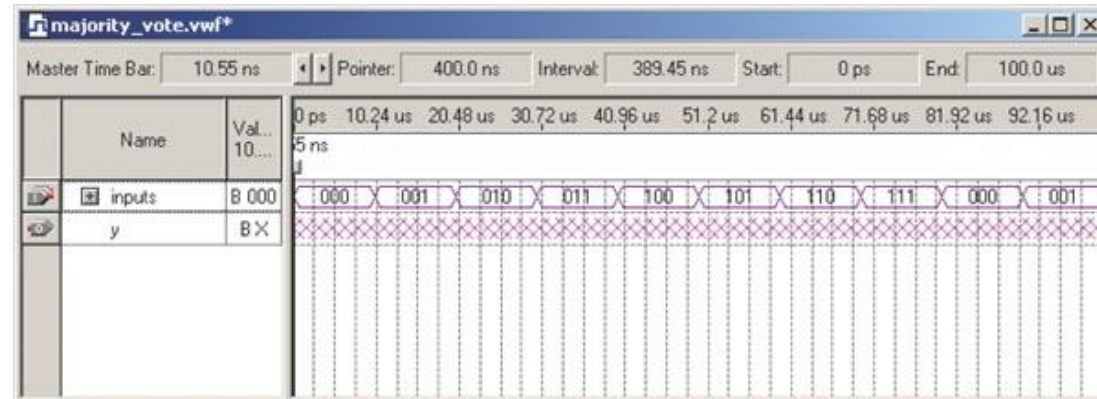 majority_vote.vwf*
Master Time Bar: 10.55 ns Pointer: 400.0 ns Interval: 389.45 ns Start: 0 ps End: 100.0 us
Name Val... 10.... 0 ps 10.24 us 20.48 us 30.72 us 40.96 us 51.2 us 61.44 us 71.68 us 81.92 us 92.16 us
5 ns
inputs B 000 000 001 010 011 100 101 110 111 000 001
y B X